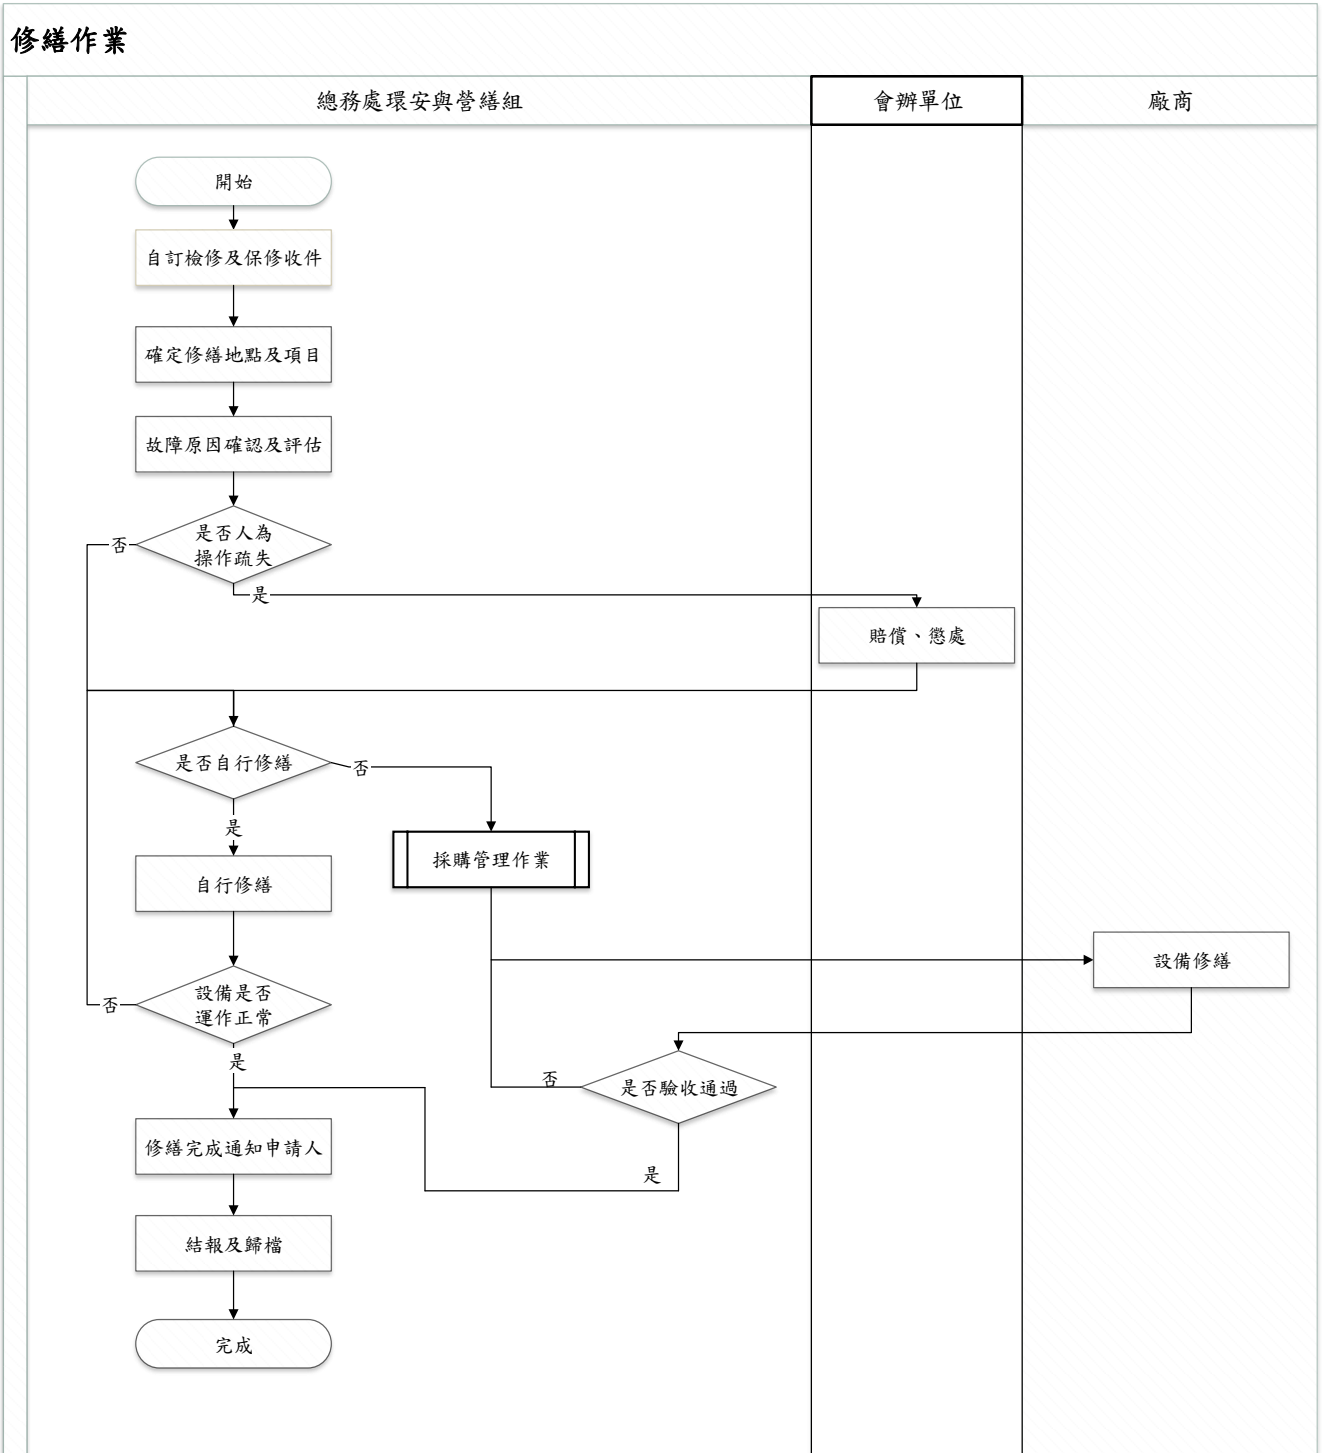 修繕作業
總務處環安與營繕組
會辦單位
廠商
開始
自訂檢修及保修收件
確定修繕地點及項目
故障原因確認及評估
是否人為
操作疏失
否
是
賠償、懲處
是否自行修繕
否
是
採購管理作業
自行修繕
設備修繕
設備是否
運作正常
否
是
是否驗收通過
否
是
修繕完成通知申請人
結報及歸檔
完成